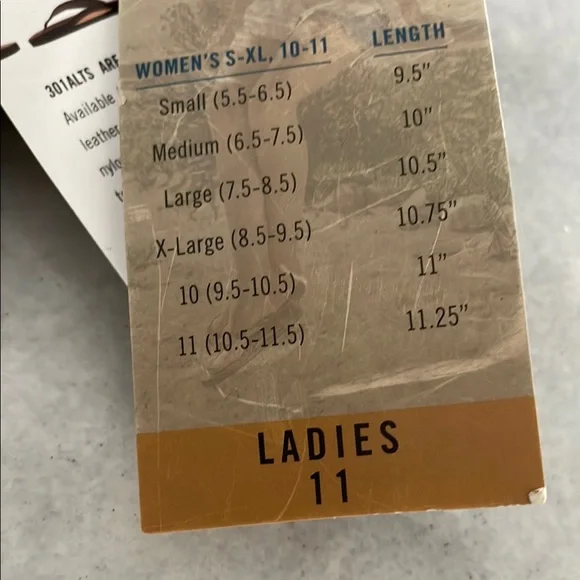 301ALTS ARE
Available
leather
WOMEN'S S-XL, 10-11 LENGTH
Small (5.5-6.5) 9.5"
Medium (6.5-7.5) 10"
Large (7.5-8.5) 10.5"
X-Large (8.5-9.5) 10.75"
10 (9.5-10.5) 11"
11 (10.5-11.5) 11.25"
LADIES
11